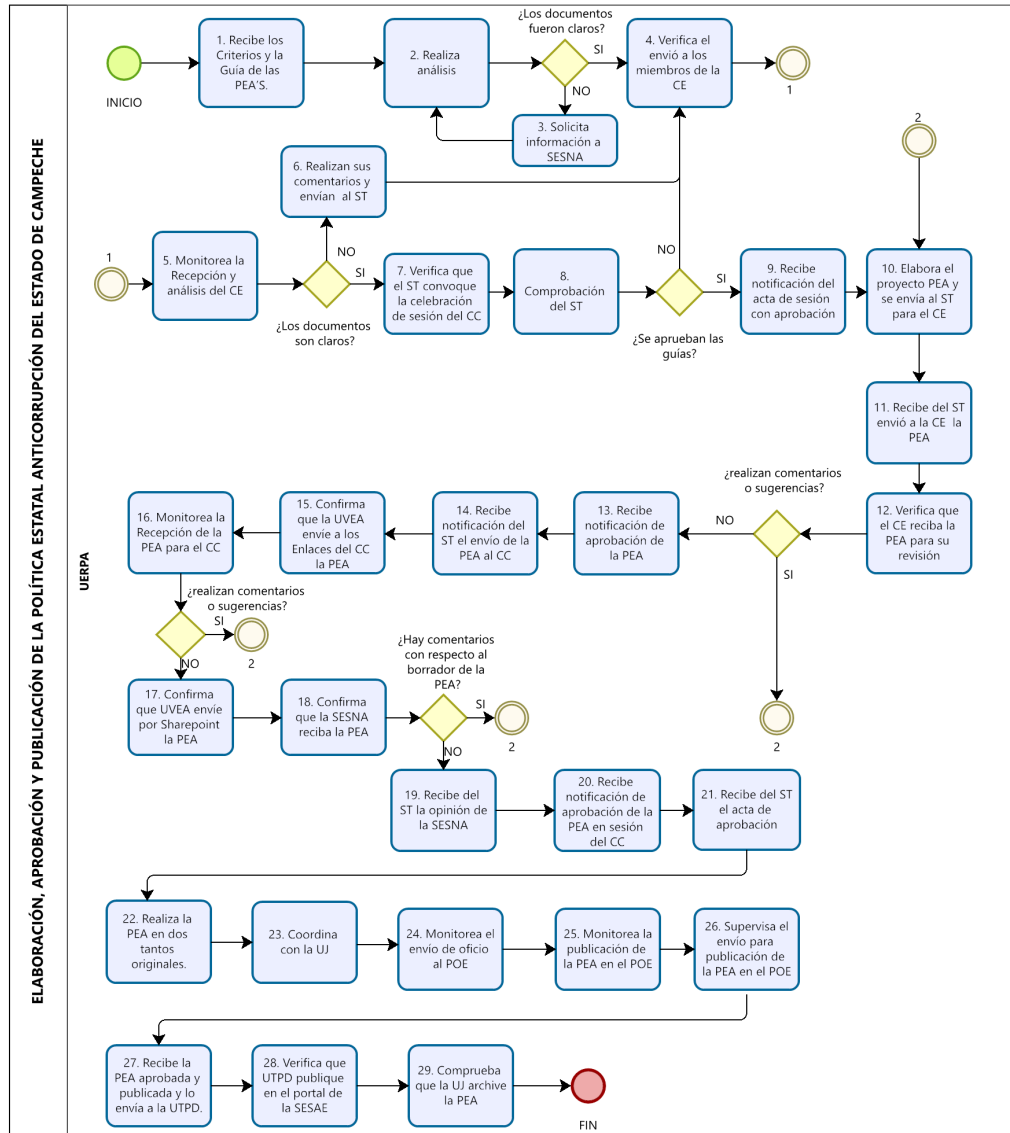 ELABORACIÓN, APROBACIÓN Y PUBLICACIÓN DE LA POLÍTICA ESTATAL ANTICORRUPCIÓN DEL ESTADO DE CAMPECHE
UERPA
INICIO
1. Recibe los
Criterios y la
Guía de las
PEA´S.
2. Realiza
análisis
¿Los documentos
fueron claros?
SI
NO
3. Solicita
información a
SESNA
4. Verifica el
envió a los
miembros de la
CE
1
2
6. Realizan sus
comentarios y
envían al ST
1
5. Monitorea la
Recepción y
análisis del CE
NO
SI
¿Los documentos
son claros?
7. Verifica que
el ST convoque
la celebración
de sesión del CC
8.
Comprobación
del ST
NO
SI
¿Se aprueban las
guías?
9. Recibe
notificación del
acta de sesión
con aprobación
10. Elabora el
proyecto PEA y
se envía al ST
para el CE
11. Recibe del ST
envió a la CE la
PEA
12. Verifica que
el CE reciba la
PEA para su
revisión
¿realizan comentarios
o sugerencias?
NO
SI
2
13. Recibe
notificación de
aprobación de
la PEA
14. Recibe
notificación del
ST el envío de la
PEA al CC
15. Confirma
que la UVEA
envíe a los
Enlaces del CC
la PEA
16. Monitorea la
Recepción de la
PEA para el CC
¿realizan comentarios
o sugerencias?
SI
2
NO
17. Confirma
que UVEA envíe
por Sharepoint
la PEA
18. Confirma
que la SESNA
reciba la PEA
¿Hay comentarios
con respecto al
borrador de la
PEA?
SI
2
NO
19. Recibe del
ST la opinión de
la SESNA
20. Recibe
notificación de
aprobación de la
PEA en sesión
del CC
21. Recibe del ST
el acta de
aprobación
22. Realiza la
PEA en dos
tantos
originales.
23. Coordina
con la UJ
24. Monitorea el
envío de oficio
al POE
25. Monitorea la
publicación de
la PEA en el POE
26. Supervisa el
envío para
publicación de
la PEA en el POE
27. Recibe la
PEA aprobada y
publicada y lo
envía a la UTPD.
28. Verifica que
UTPD publique
en el portal de
la SESAE
29. Comprueba
que la UJ archive
la PEA
FIN